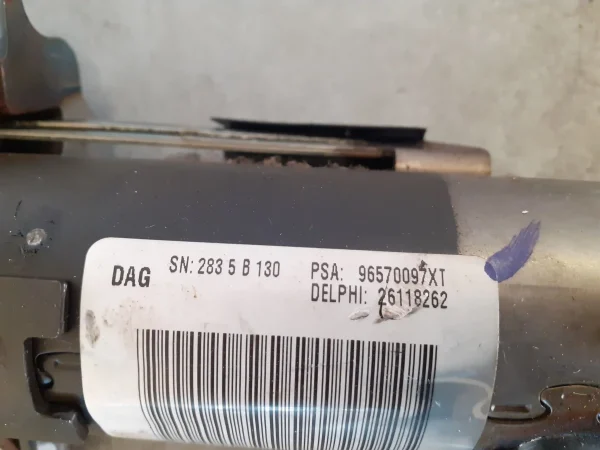 DAG SN: 283 5 B 130 PSA: 96570097XT
DELPHI: 26118262